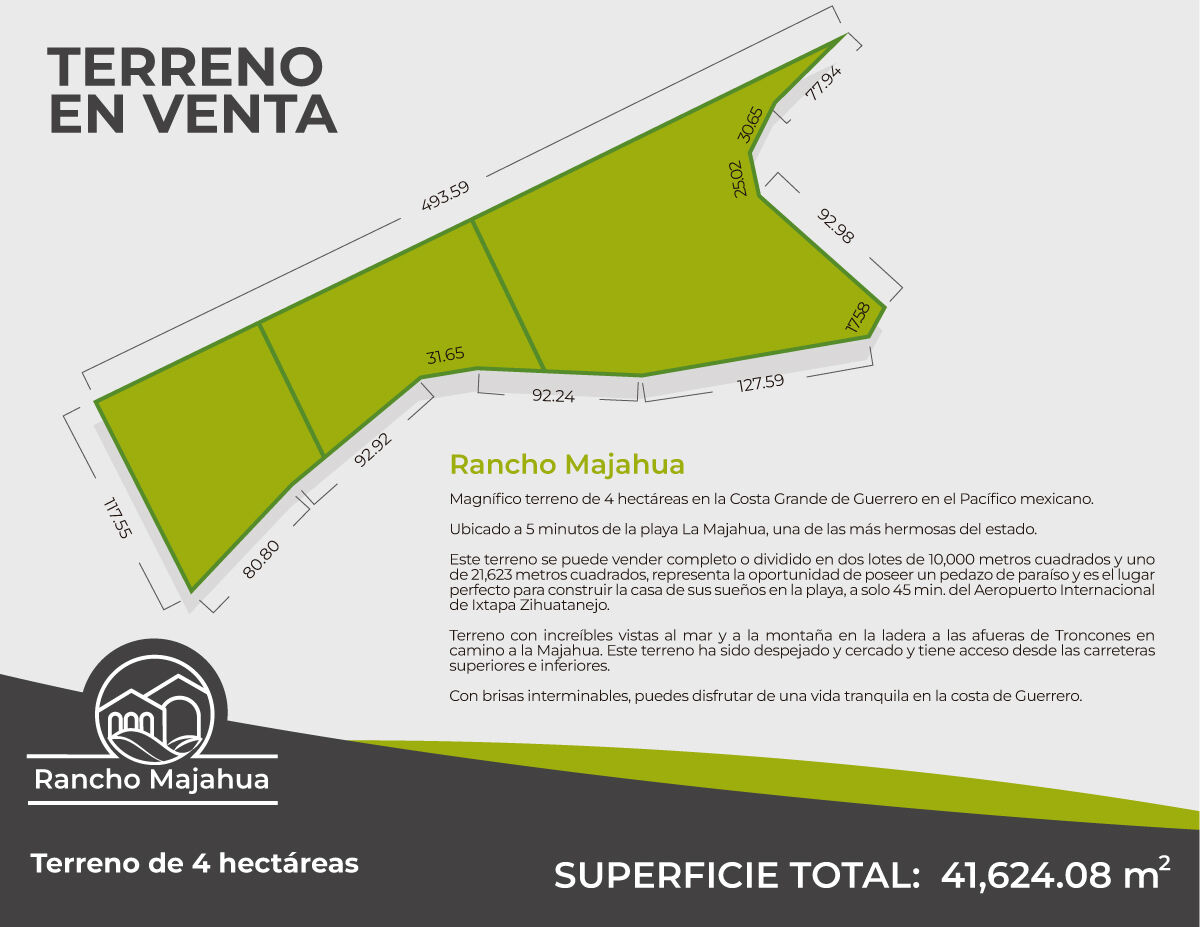 TERRENO
EN VENTA
493.59
77.94
30.65
25.02
92.98
17.58
127.59
92.24
31.65
92.92
80.80
117.55
Rancho Majahua
Magnífico terreno de 4 hectáreas en la Costa Grande de Guerrero en el Pacífico mexicano.
Ubicado a 5 minutos de la playa La Majahua, una de las más hermosas del estado.
Este terreno se puede vender completo o dividido en dos lotes de 10,000 metros cuadrados y uno
de 21,623 metros cuadrados, representa la oportunidad de poseer un pedazo de paraíso y es el lugar
perfecto para construir la casa de sus sueños en la playa, a solo 45 min. del Aeropuerto Internacional
de Ixtapa Zihuatanejo.
Terreno con increíbles vistas al mar y a la montaña en la ladera a las afueras de Troncones en
camino a la Majahua. Este terreno ha sido despejado y cercado y tiene acceso desde las carreteras
superiores e inferiores.
Con brisas interminables, puedes disfrutar de una vida tranquila en la costa de Guerrero.
Rancho Majahua
Terreno de 4 hectáreas
SUPERFICIE TOTAL: 41,624.08 m²